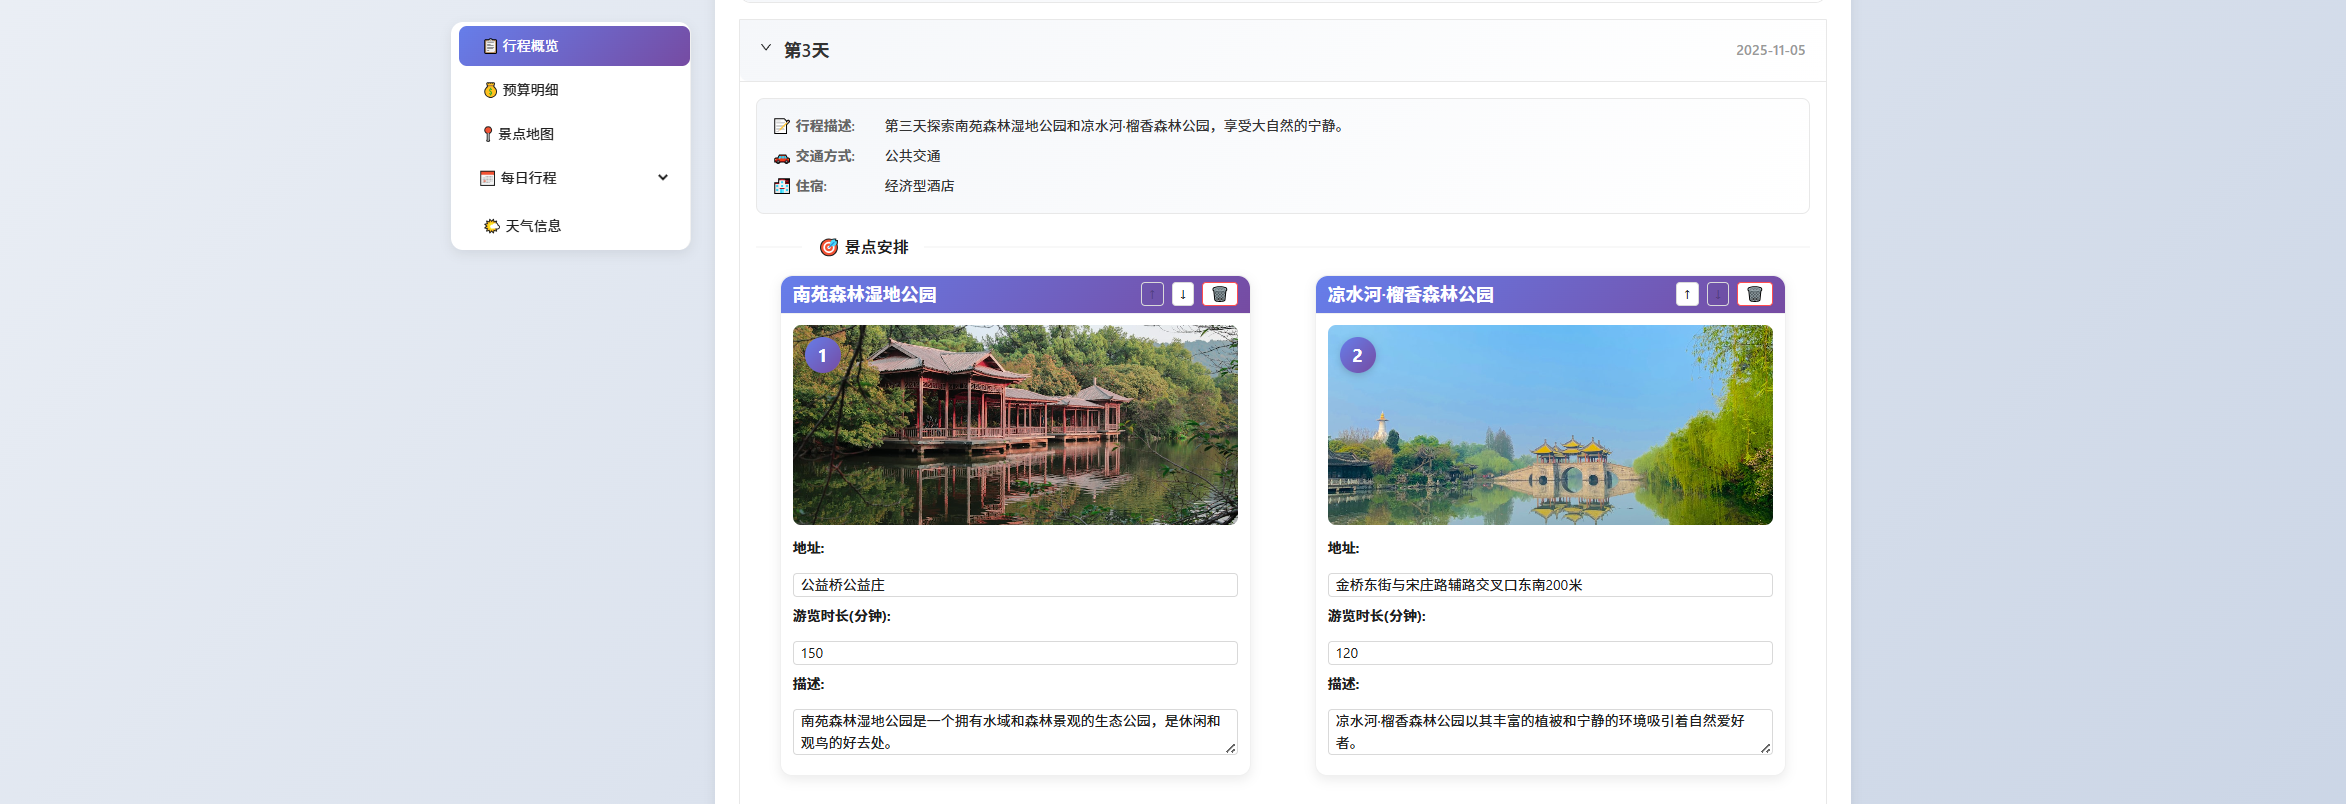 行程概览
预算明细
景点地图
每日行程
天气信息
第3天
2025-11-05
行程描述: 第三天探索南苑森林湿地公园和凉水河·榴香森林公园，享受大自然的宁静。
交通方式: 公共交通
住宿: 经济型酒店
景点安排
南苑森林湿地公园
↑ ↓
1
地址:
公益桥公益庄
游览时长(分钟):
150
描述:
南苑森林湿地公园是一个拥有水域和森林景观的生态公园，是休闲和
观鸟的好去处。
凉水河·榴香森林公园
↑ ↓
2
地址:
金桥东街与宋庄路辅路交叉口东南200米
游览时长(分钟):
120
描述:
凉水河·榴香森林公园以其丰富的植被和宁静的环境吸引着自然爱好
者。